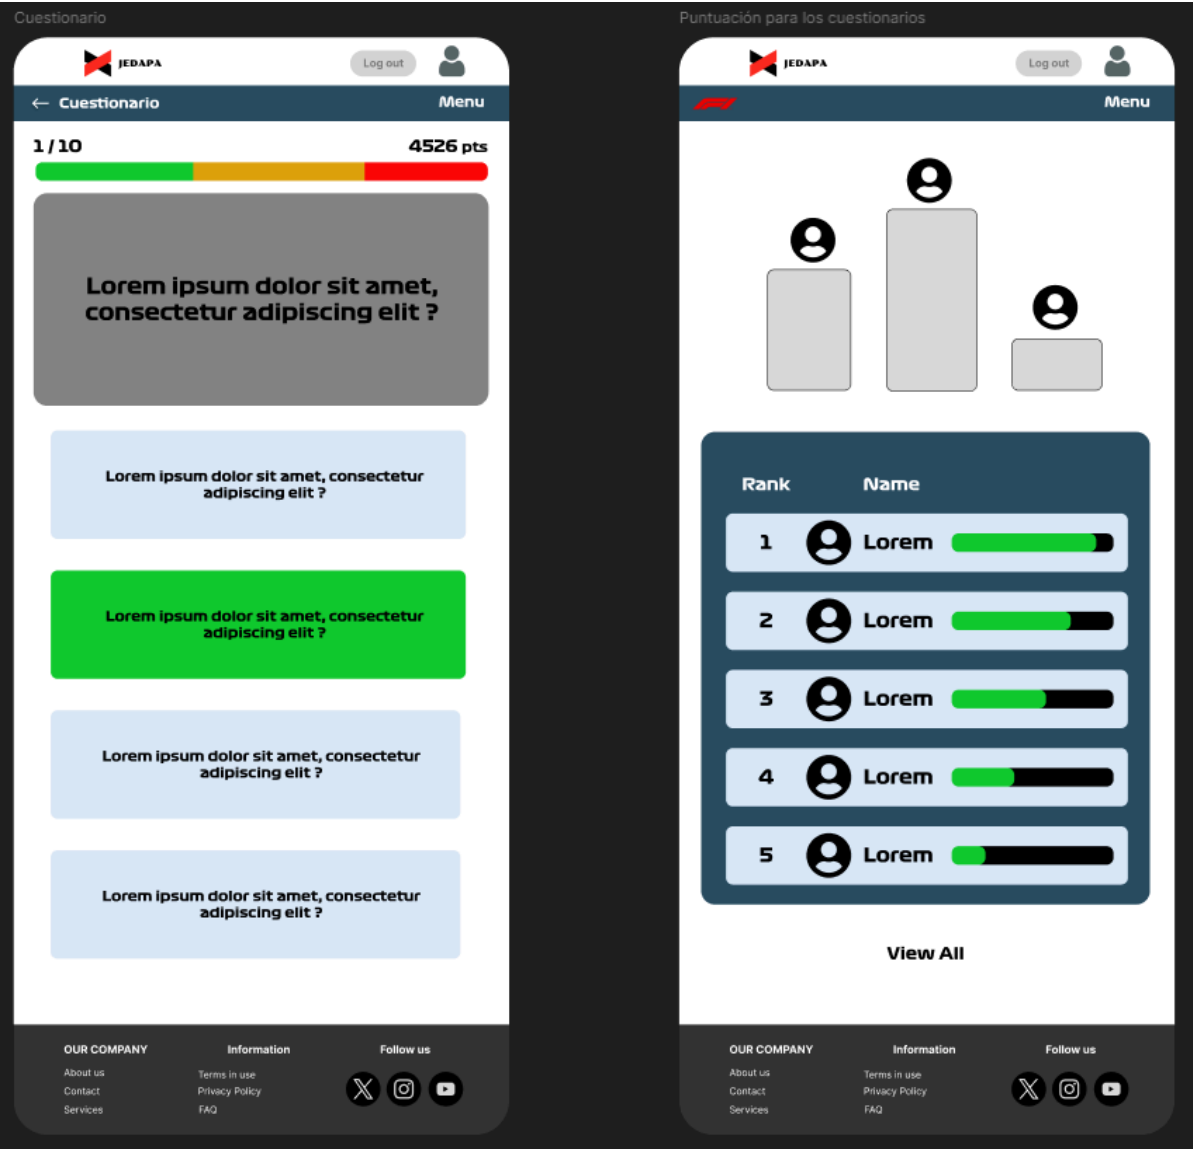 Cuestionario
JEDAPA
Log out
← Cuestionario
Menu
1 / 10
4526 pts
Lorem ipsum dolor sit amet,
consectetur adipiscing elit ?
Lorem ipsum dolor sit amet, consectetur
adipiscing elit ?
Lorem ipsum dolor sit amet, consectetur
adipiscing elit ?
Lorem ipsum dolor sit amet, consectetur
adipiscing elit ?
Lorem ipsum dolor sit amet, consectetur
adipiscing elit ?
OUR COMPANY
About us
Contact
Services
Information
Terms in use
Privacy Policy
FAQ
Follow us
Puntuación para los cuestionarios
JEDAPA
Log out
F1
Menu
Rank
Name
1
Lorem
2
Lorem
3
Lorem
4
Lorem
5
Lorem
View All
OUR COMPANY
About us
Contact
Services
Information
Terms in use
Privacy Policy
FAQ
Follow us